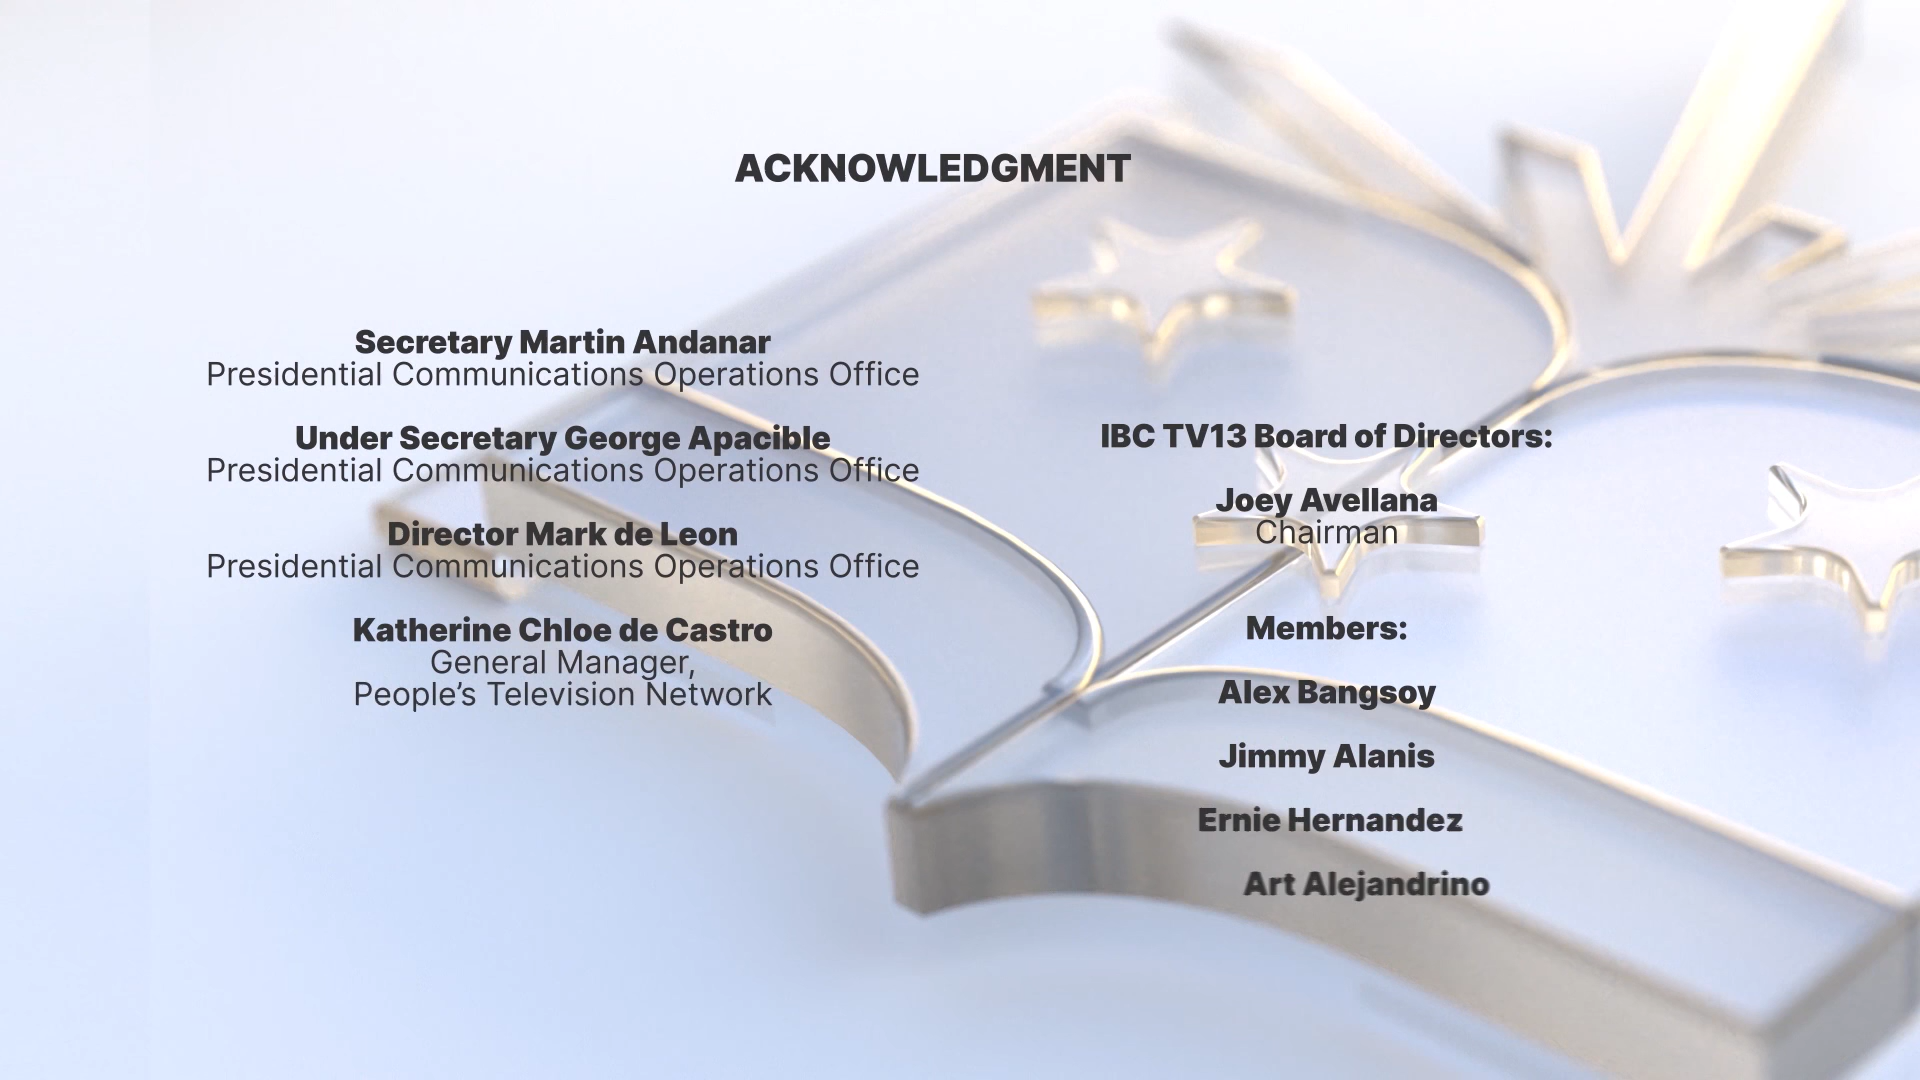 ACKNOWLEDGMENT
Secretary Martin Andanar
Presidential Communications Operations Office
Under Secretary George Apacible
Presidential Communications Operations Office
Director Mark de Leon
Presidential Communications Operations Office
Katherine Chloe de Castro
General Manager,
People’s Television Network
IBC TV13 Board of Directors:
Joey Avellana
Chairman
Members:
Alex Bangsoy
Jimmy Alanis
Ernie Hernandez
Art Alejandrino